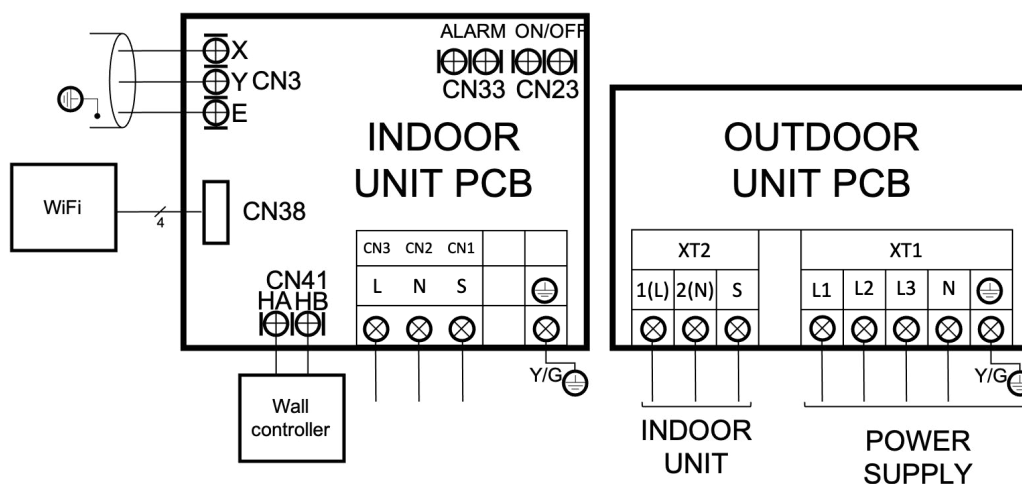 ALARM ON/OFF
CN33 CN23
X
Y CN3
E
INDOOR
UNIT PCB
WiFi
4
CN38
CN41
HA HB
Wall
controller
CN3 CN2 CN1
L N S
Y/G
OUTDOOR
UNIT PCB
XT2 XT1
1(L) 2(N) S L1 L2 L3 N
Y/G
INDOOR
UNIT
POWER
SUPPLY